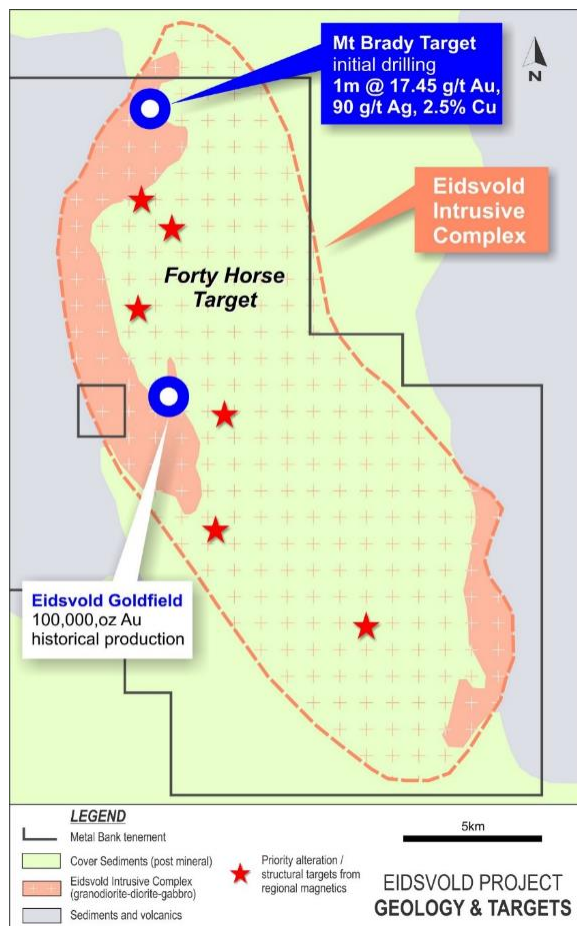 Mt Brady Target
initial drilling
1m @ 17.45 g/t Au,
90 g/t Ag, 2.5% Cu
N
Eidsvold
Intrusive
Complex
Forty Horse
Target
Eidsvold Goldfield
100,000,oz Au
historical production
LEGEND
Metal Bank tenement
Cover Sediments (post mineral)
Eidsvold Intrusive Complex
(granodiorite-diorite-gabbro)
Sediments and volcanics
Priority alteration /
structural targets from
regional magnetics
5km
EIDSVOLD PROJECT
GEOLOGY & TARGETS